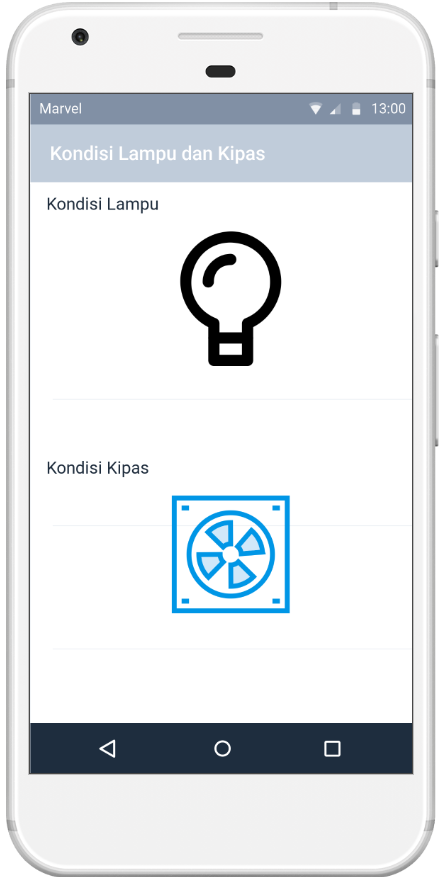 Marvel
13:00
Kondisi Lampu dan Kipas
Kondisi Lampu
Kondisi Kipas